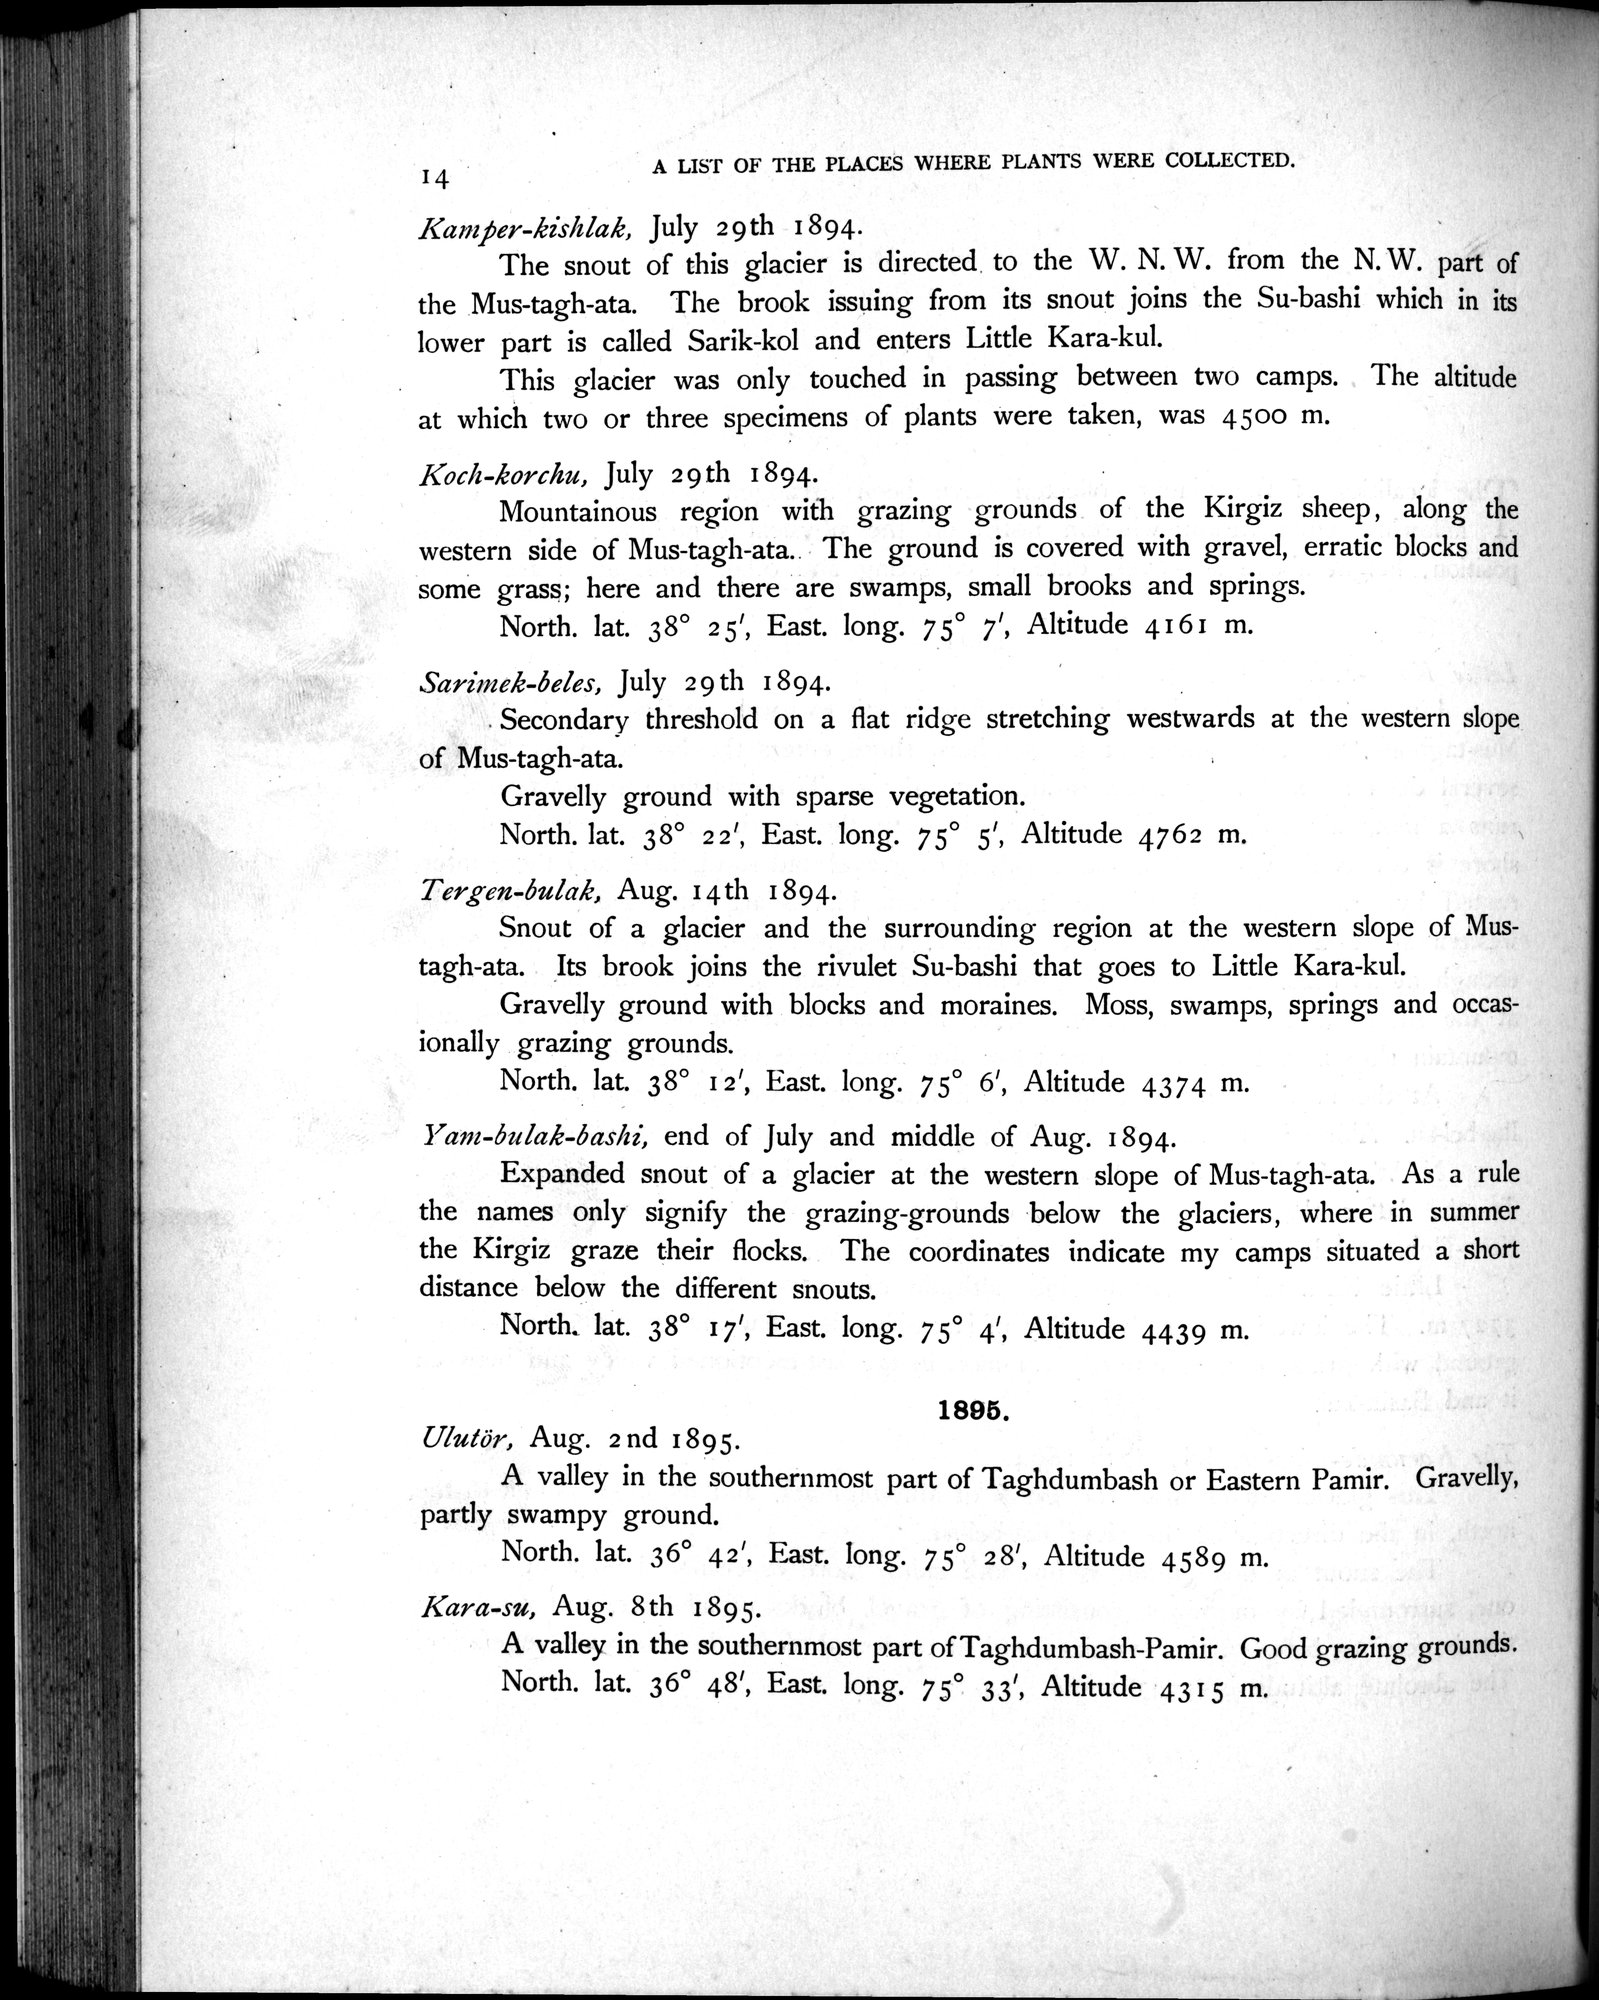 14
A LIST OF THE PLACES WHERE PLANTS WERE COLLECTED.
Kamper-kishlak, July 29th 1894.
The snout of this glacier is directed to the W. N. W. from the N. W. part of
the Mus-tagh-ata. The brook issuing from its snout joins the Su-bashi which in its
lower part is called Sarik-kol and enters Little Kara-kul.
This glacier was only touched in passing between two camps. The altitude
at which two or three specimens of plants were taken, was 4500 m.
Koch-korchu, July 29th 1894.
Mountainous region with grazing grounds of the Kirgiz sheep, along the
western side of Mus-tagh-ata. The ground is covered with gravel, erratic blocks and
some grass; here and there are swamps, small brooks and springs.
North. lat. 38° 25′, East. long. 75° 7′, Altitude 4161 m.
Sarimek-beles, July 29th 1894.
Secondary threshold on a flat ridge stretching westwards at the western slope
of Mus-tagh-ata.
Gravelly ground with sparse vegetation.
North. lat. 38° 22′, East. long. 75° 5′, Altitude 4762 m.
Tergen-bulak, Aug. 14th 1894.
Snout of a glacier and the surrounding region at the western slope of Mus-
tagh-ata. Its brook joins the rivulet Su-bashi that goes to Little Kara-kul.
Gravelly ground with blocks and moraines. Moss, swamps, springs and occas-
ionally grazing grounds.
North. lat. 38° 12′, East. long. 75° 6′, Altitude 4374 m.
Yam-bulak-bashi, end of July and middle of Aug. 1894.
Expanded snout of a glacier at the western slope of Mus-tagh-ata. As a rule
the names only signify the grazing-grounds below the glaciers, where in summer
the Kirgiz graze their flocks. The coordinates indicate my camps situated a short
distance below the different snouts.
North. lat. 38° 17′, East. long. 75° 4′, Altitude 4439 m.
1895.
Ulutör, Aug. 2nd 1895.
A valley in the southernmost part of Taghdumbash or Eastern Pamir. Gravelly,
partly swampy ground.
North. lat. 36° 42′, East. long. 75° 28′, Altitude 4589 m.
Kara-su, Aug. 8th 1895.
A valley in the southernmost part of Taghdumbash-Pamir. Good grazing grounds.
North. lat. 36° 48′, East. long. 75° 33′, Altitude 4315 m.